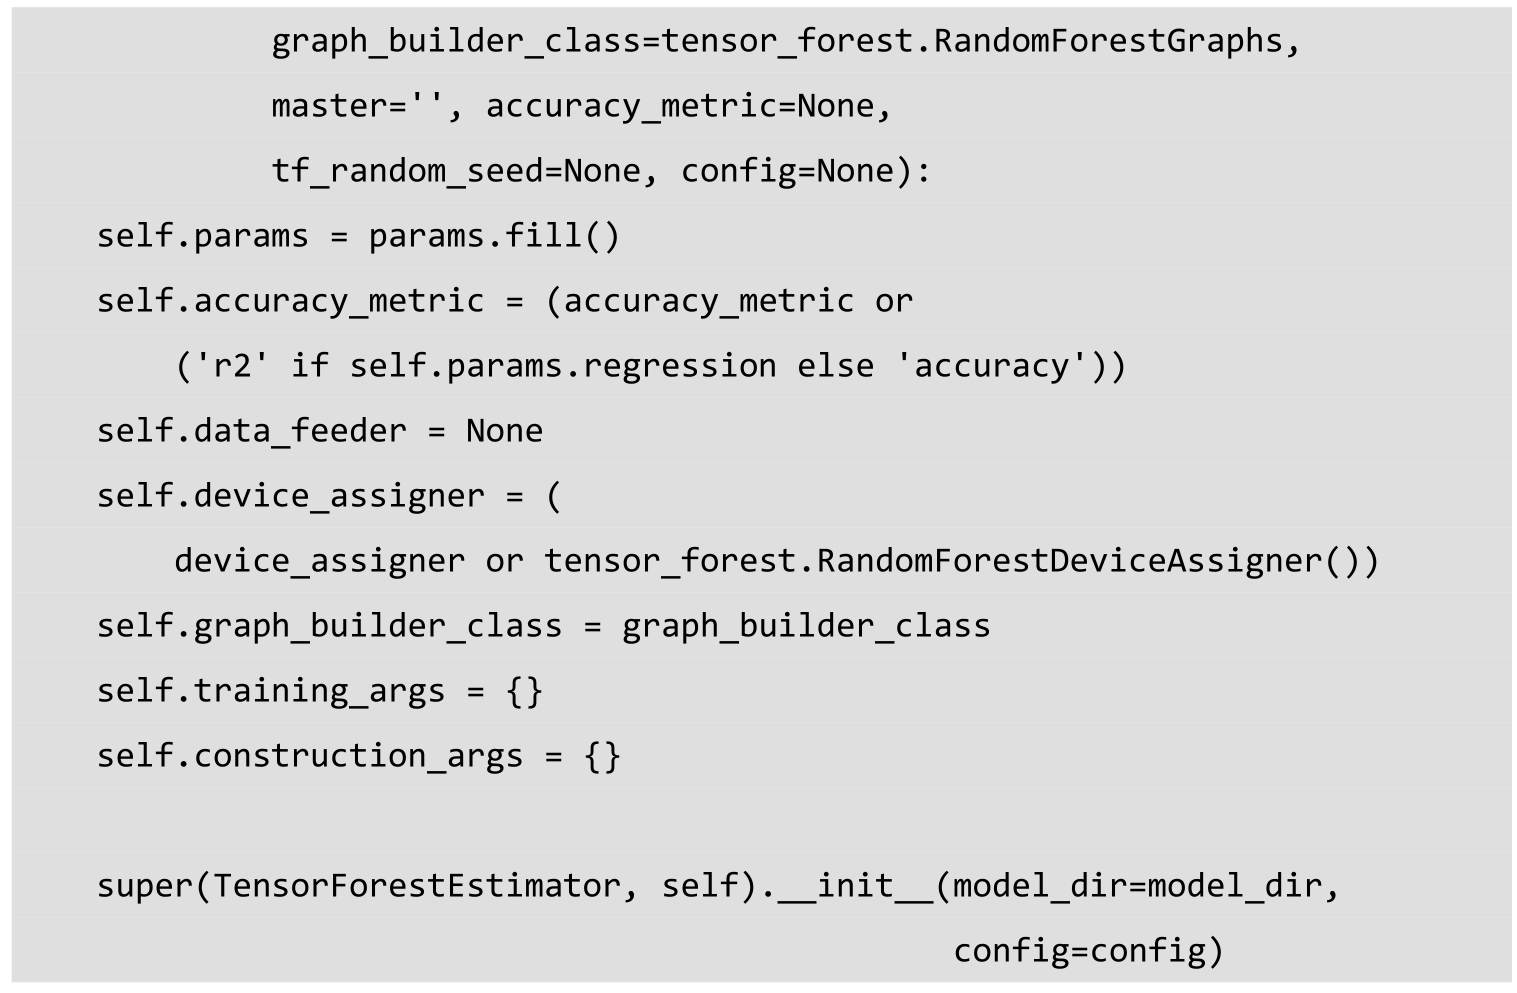 graph_builder_class=tensor_forest.RandomForestGraphs,
master='', accuracy_metric=None,
tf_random_seed=None, config=None):
self.params = params.fill()
self.accuracy_metric = (accuracy_metric or
('r2' if self.params.regression else 'accuracy'))
self.data_feeder = None
self.device_assigner = (
device_assigner or tensor_forest.RandomForestDeviceAssigner())
self.graph_builder_class = graph_builder_class
self.training_args = {}
self.construction_args = {}
super(TensorForestEstimator, self).__init__(model_dir=model_dir,
config=config)